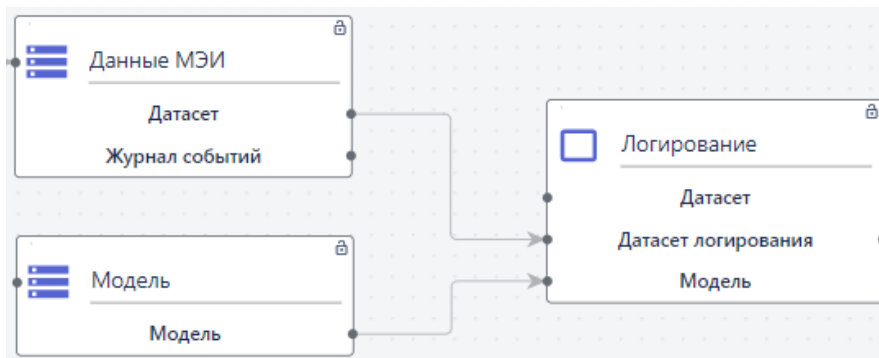 Данные МЭИ
Датасет
Журнал событий
Модель
Модель
Логирование
Датасет
Датасет логирования
Модель